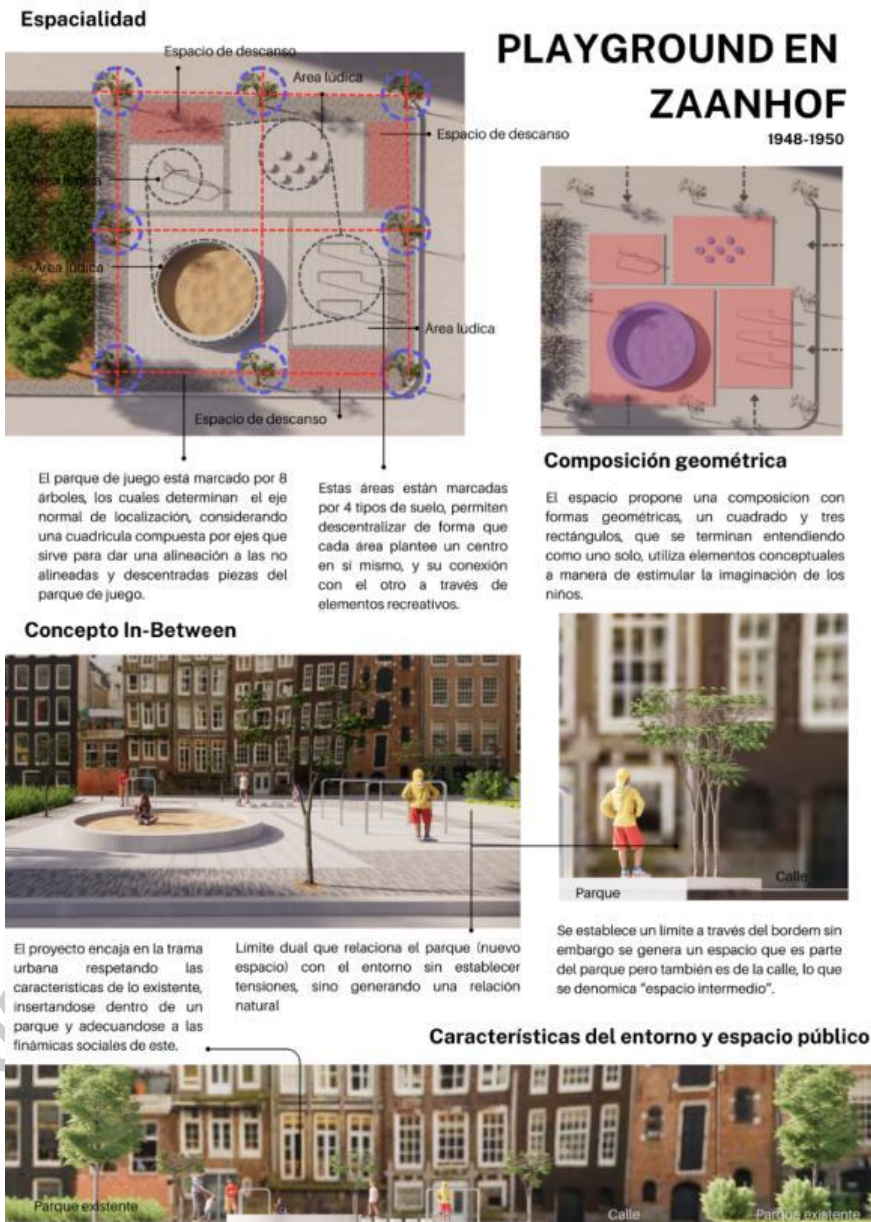 Espacialidad
PLAYGROUND EN
ZAANHOF
1948-1950
Espacio de descanso
Área lúdica
Espacio de descanso
Área lúdica
Área lúdica
Área lúdica
Espacio de descanso
El parque de juego está marcado por 8
árboles, los cuales determinan el eje
normal de localización, considerando
una cuadrícula compuesta por ejes que
sirve para dar una alineación a las no
alineadas y descentradas piezas del
parque de juego.
Estas áreas están marcadas
por 4 tipos de suelo, permiten
descentralizar de forma que
cada área plantee un centro
en sí mismo, y su conexión
con el otro a través de
elementos recreativos.
Composición geométrica
El espacio propone una composicion con
formas geométricas, un cuadrado y tres
rectángulos, que se terminan entendiendo
como uno solo, utiliza elementos conceptuales
a manera de estimular la imaginación de los
niños.
Concepto In-Between
Parque
Calle
El proyecto encaja en la trama
urbana respetando las
características de lo existente,
insertandose dentro de un
parque y adecuandose a las
finámicas sociales de este.
Límite dual que relaciona el parque (nuevo
espacio) con el entorno sin establecer
tensiones, sino generando una relación
natural
Se establece un límite a través del bordem sin
embargo se genera un espacio que es parte
del parque pero también es de la calle, lo que
se denomica "espacio intermedio".
Características del entorno y espacio público
Parque existente
Calle
Parque existente